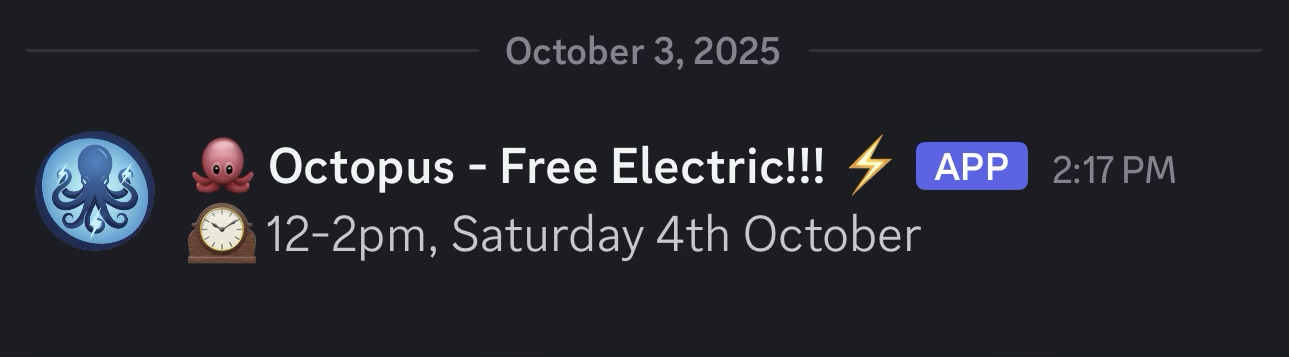 October 3, 2025
🐙 Octopus - Free Electric!!! ⚡ APP 2:17 PM
🕰️ 12-2pm, Saturday 4th October